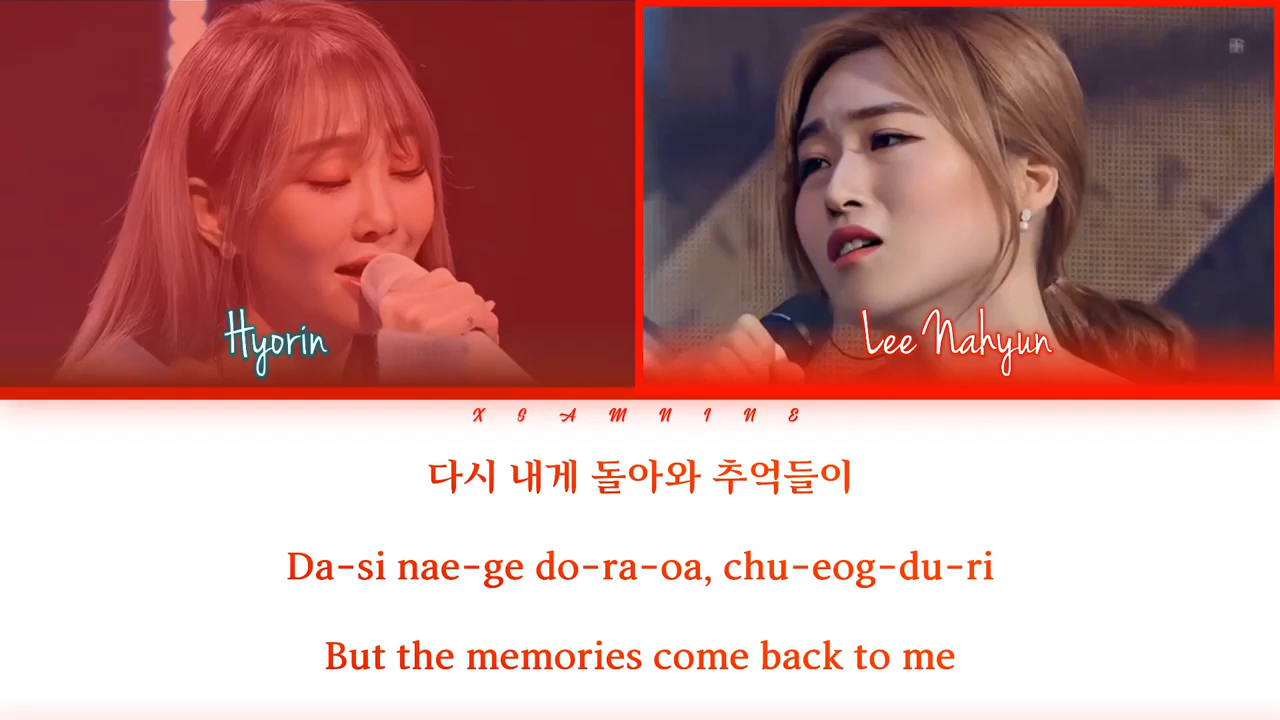 Hyorin
Lee Nahyun
X S A M N I N E
다시 내게 돌아와 추억들이
Da-si nae-ge do-ra-oa, chu-eog-du-ri
But the memories come back to me